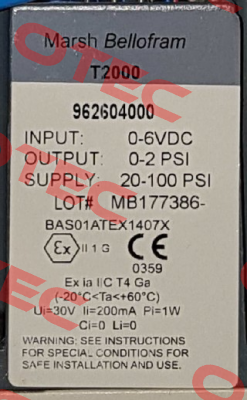 Marsh Bellofram
T2000
962604000
INPUT: 0-6VDC
OUTPUT: 0-2 PSI
SUPPLY: 20-100 PSI
LOT# MB177386-
BAS01ATEX1407X
Ex II 1 G CE
0359
Ex ia IIC T4 Ga
(-20°C<Ta<+60°C)
Ui=30V Ii=200mA Pi=1W
Ci=0 Li=0
WARNING: SEE INSTRUCTIONS
FOR CONDITIONS FOR
SAFE INSTALLATION AND USE.